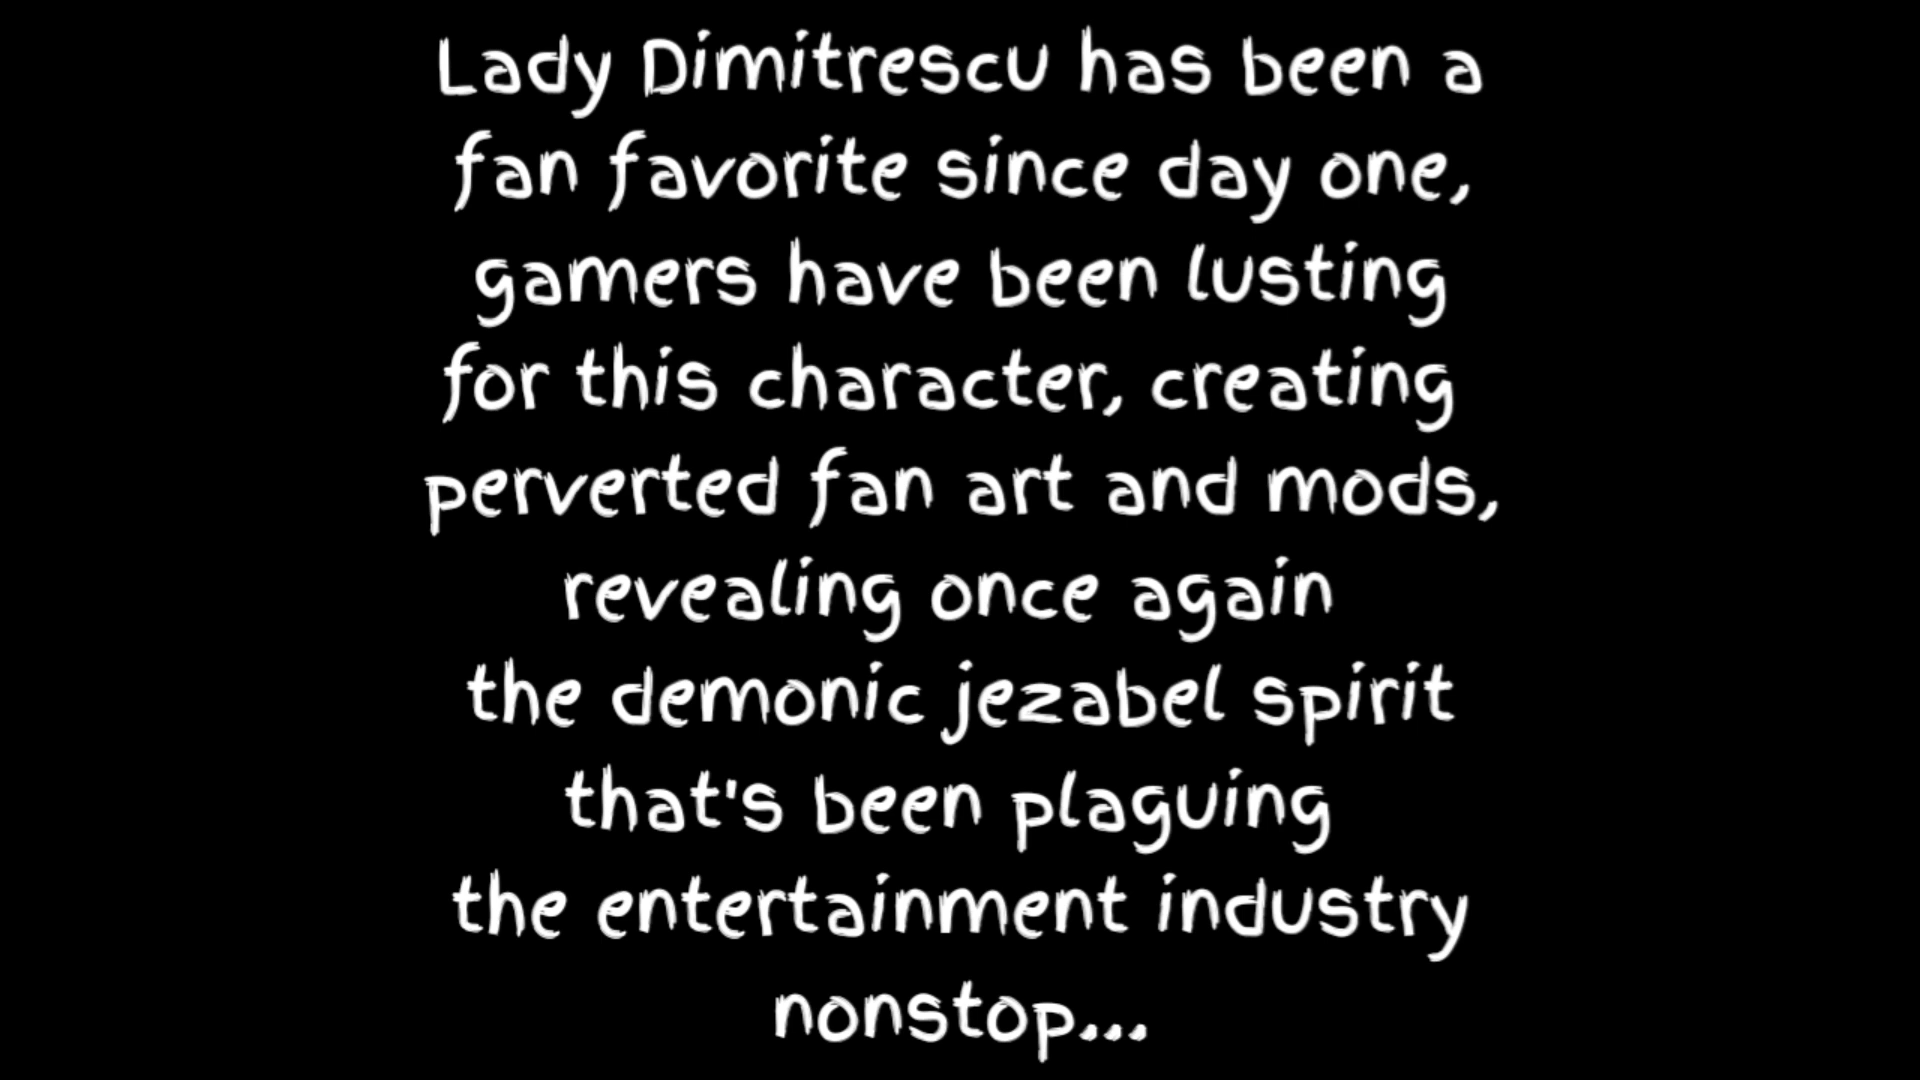 Lady Dimitrescu has been a
fan favorite since day one,
gamers have been lusting
for this character, creating
perverted fan art and mods,
revealing once again
the demonic jezabel spirit
that's been plaguing
the entertainment industry
nonstop...